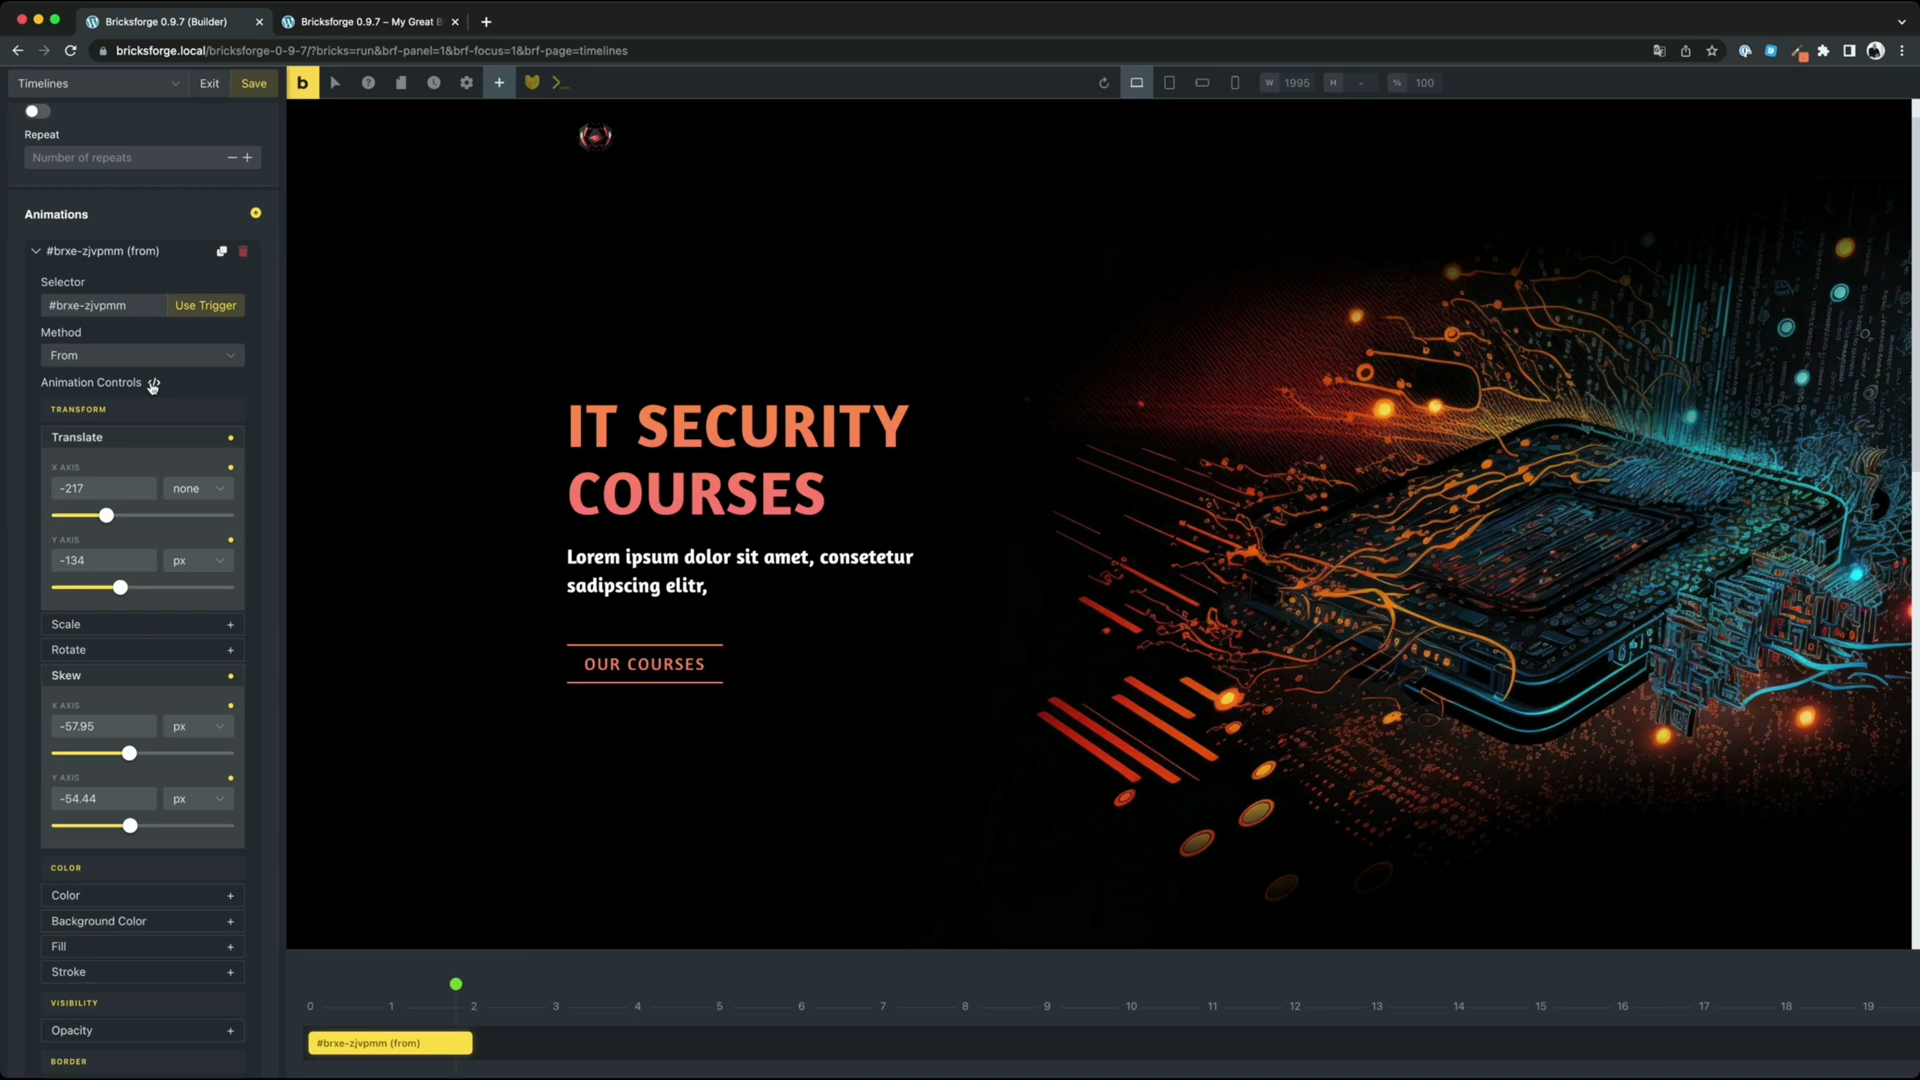 Bricksforge 0.9.7 (Builder)
Bricksforge 0.9.7 – My Great B
bricksforge.local/bricksforge-0-9-7/?bricks=run&brf-panel=1&brf-focus=1&brf-page=timelines
Timelines
Exit
Save
b
W 1995
H -
% 100
Repeat
Number of repeats
Animations
#brxe-zjvpmm (from)
Selector
#brxe-zjvpmm
Use Trigger
Method
From
Animation Controls
TRANSFORM
Translate
X AXIS
-217
none
Y AXIS
-134
px
Scale
Rotate
Skew
X AXIS
-57.95
px
Y AXIS
-54.44
px
COLOR
Color
Background Color
Fill
Stroke
VISIBILITY
Opacity
BORDER
IT SECURITY
COURSES
Lorem ipsum dolor sit amet, consetetur
sadipscing elitr,
OUR COURSES
0 1 2 3 4 5 6 7 8 9 10 11 12 13 14 15 16 17 18 19
#brxe-zjvpmm (from)